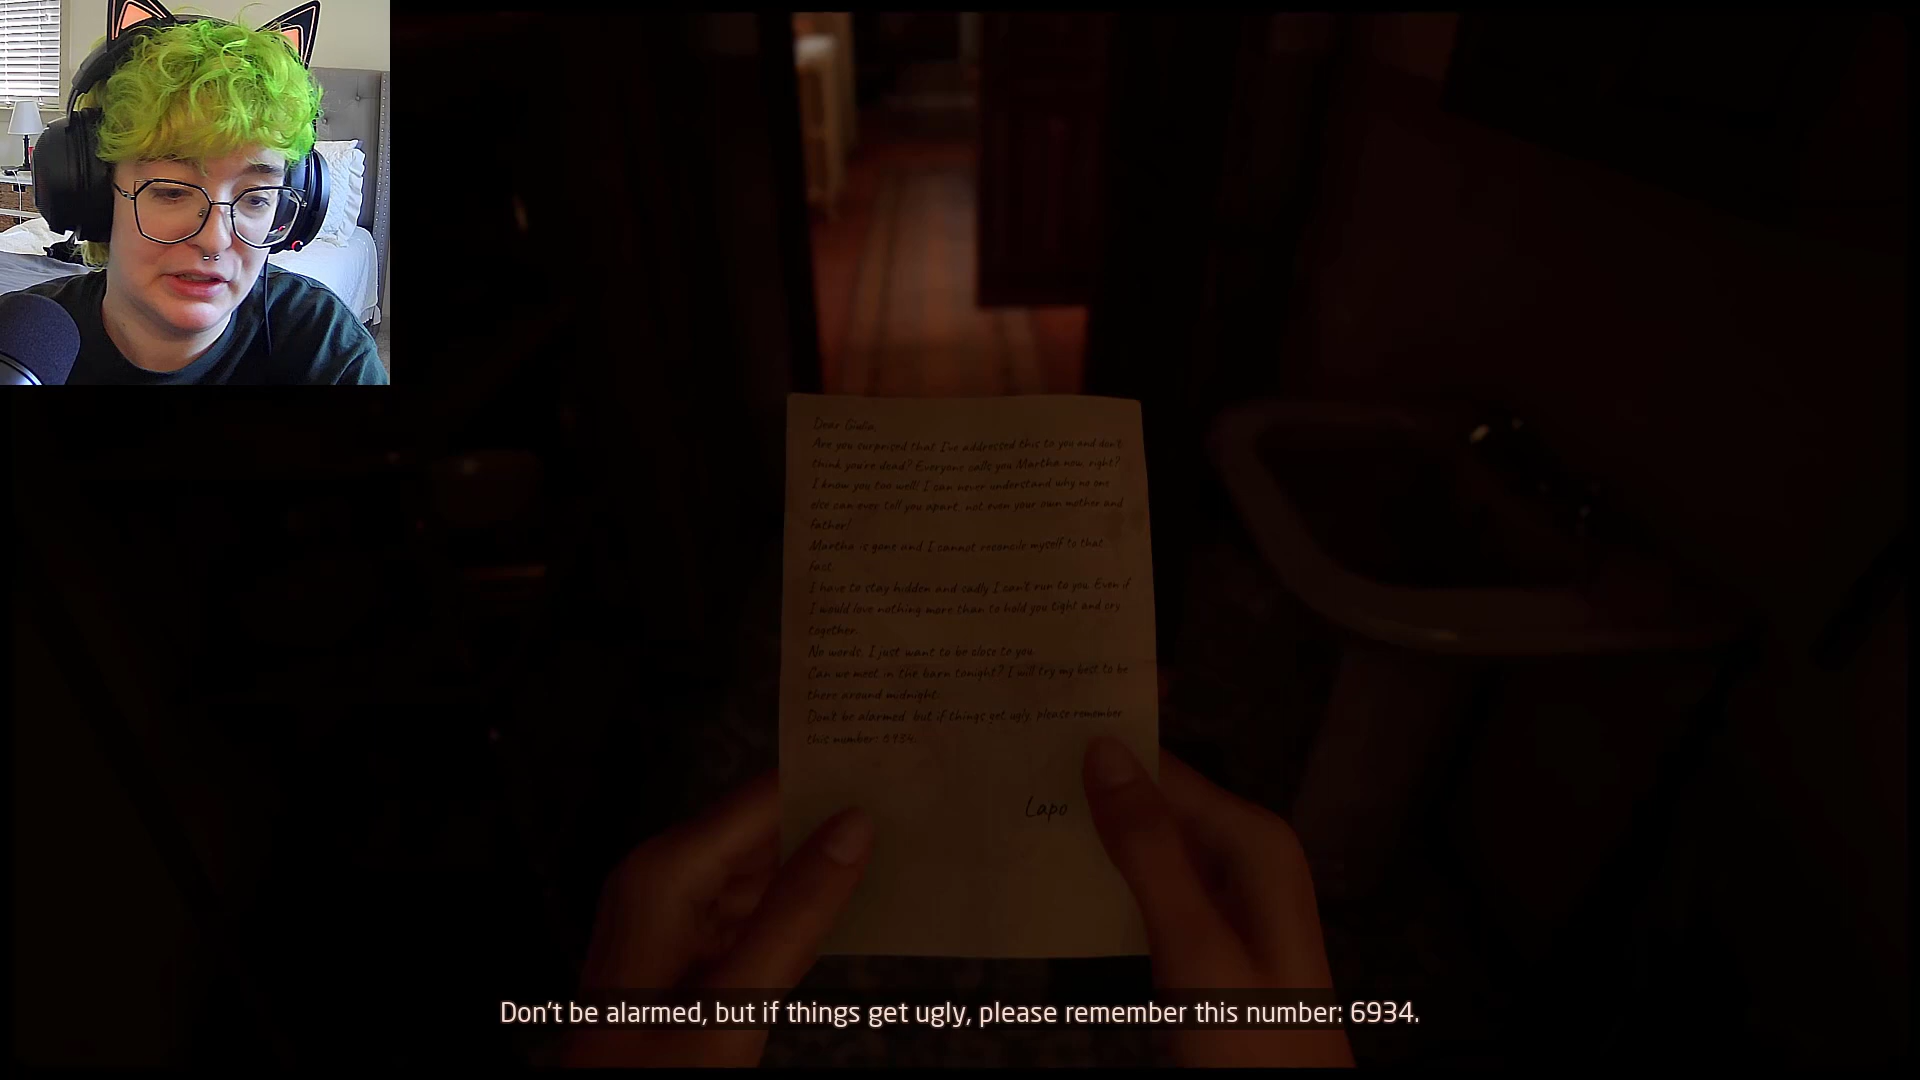 Dear Giulia,
Are you surprised that I've addressed this to you and don't
think you're dead? Everyone calls you Martha now, right?
I know you too well! I can never understand why no one
else can ever tell you apart, not even your own mother and
father!
Martha is gone and I cannot reconcile myself to that
fact.
I have to stay hidden and sadly I can't run to you. Even if
I would love nothing more than to hold you tight and cry
together.
No words, I just want to be close to you.
Can we meet in the barn tonight? I will try my best to be
there around midnight.
Don't be alarmed, but if things get ugly, please remember
this number: 6934.
Lapo
Don't be alarmed, but if things get ugly, please remember this number: 6934.